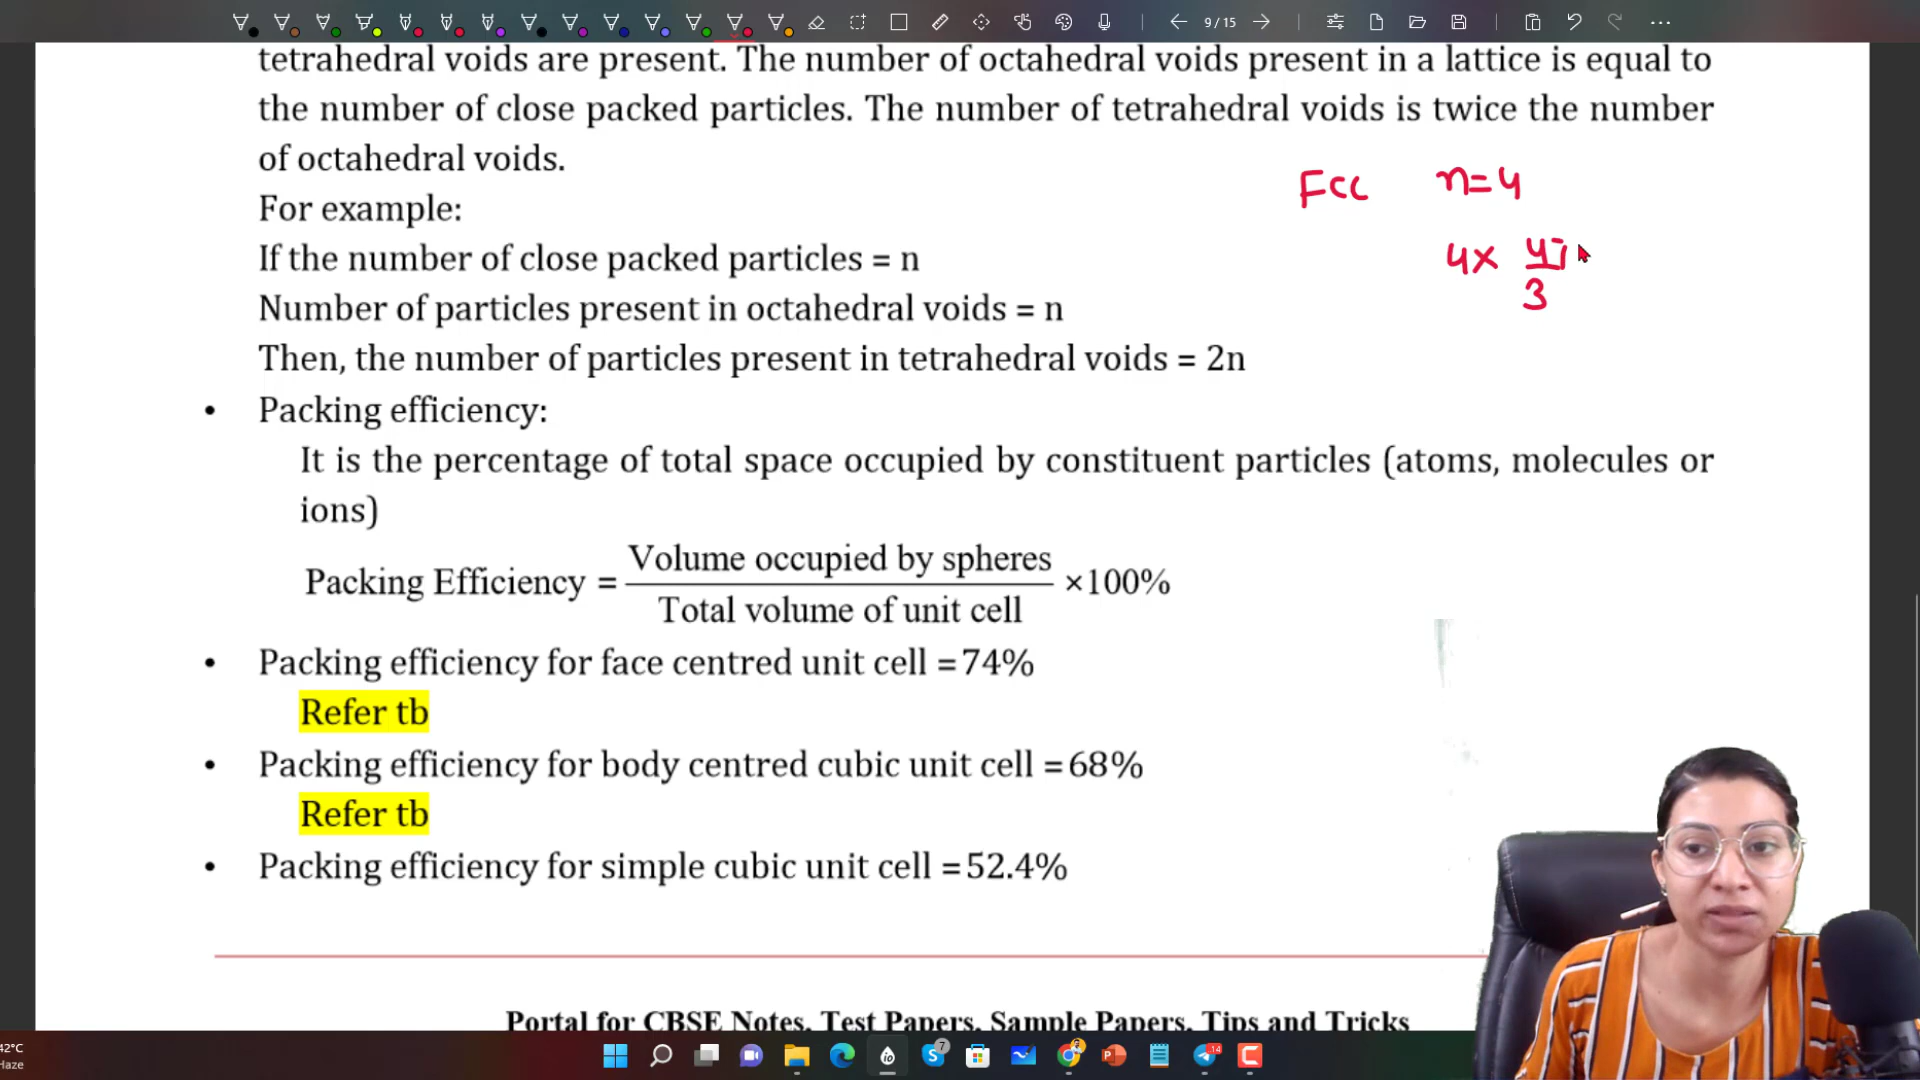 9 / 15
tetrahedral voids are present. The number of octahedral voids present in a lattice is equal to
the number of close packed particles. The number of tetrahedral voids is twice the number
of octahedral voids.
FCC n=4
For example:
4×
If the number of close packed particles = n
3
Number of particles present in octahedral voids = n
Then, the number of particles present in tetrahedral voids = 2n
• Packing efficiency:
It is the percentage of total space occupied by constituent particles (atoms, molecules or
ions)
Packing Efficiency = Volume occupied by spheres / Total volume of unit cell ×100%
• Packing efficiency for face centred unit cell =74%
Refer tb
• Packing efficiency for body centred cubic unit cell =68%
Refer tb
• Packing efficiency for simple cubic unit cell =52.4%
Portal for CBSE Notes, Test Papers, Sample Papers, Tips and Tricks
42°C
Haze
7
14